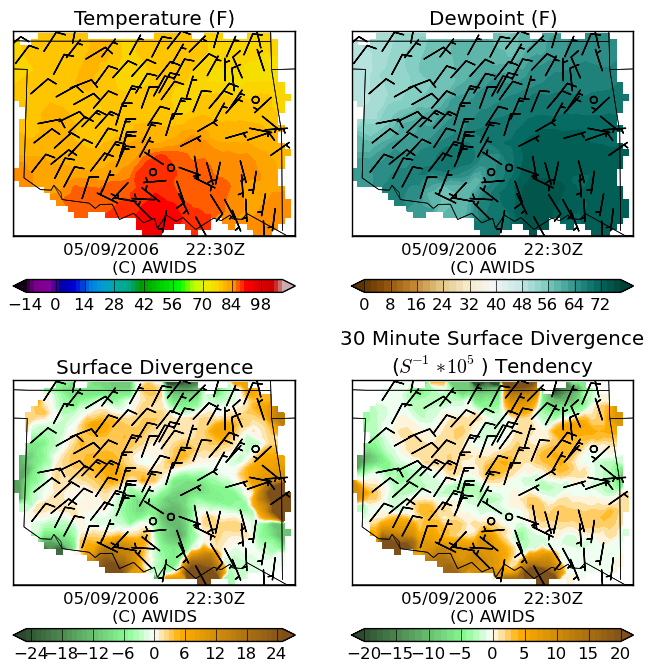 Temperature (F)
Dewpoint (F)
05/09/2006 22:30Z
(C) AWIDS
05/09/2006 22:30Z
(C) AWIDS
−14 0 14 28 42 56 70 84 98
0 8 16 24 32 40 48 56 64 72
Surface Divergence
30 Minute Surface Divergence
(S⁻¹ *10⁵ ) Tendency
05/09/2006 22:30Z
(C) AWIDS
05/09/2006 22:30Z
(C) AWIDS
−24 −18 −12 −6 0 6 12 18 24
−20 −15 −10 −5 0 5 10 15 20